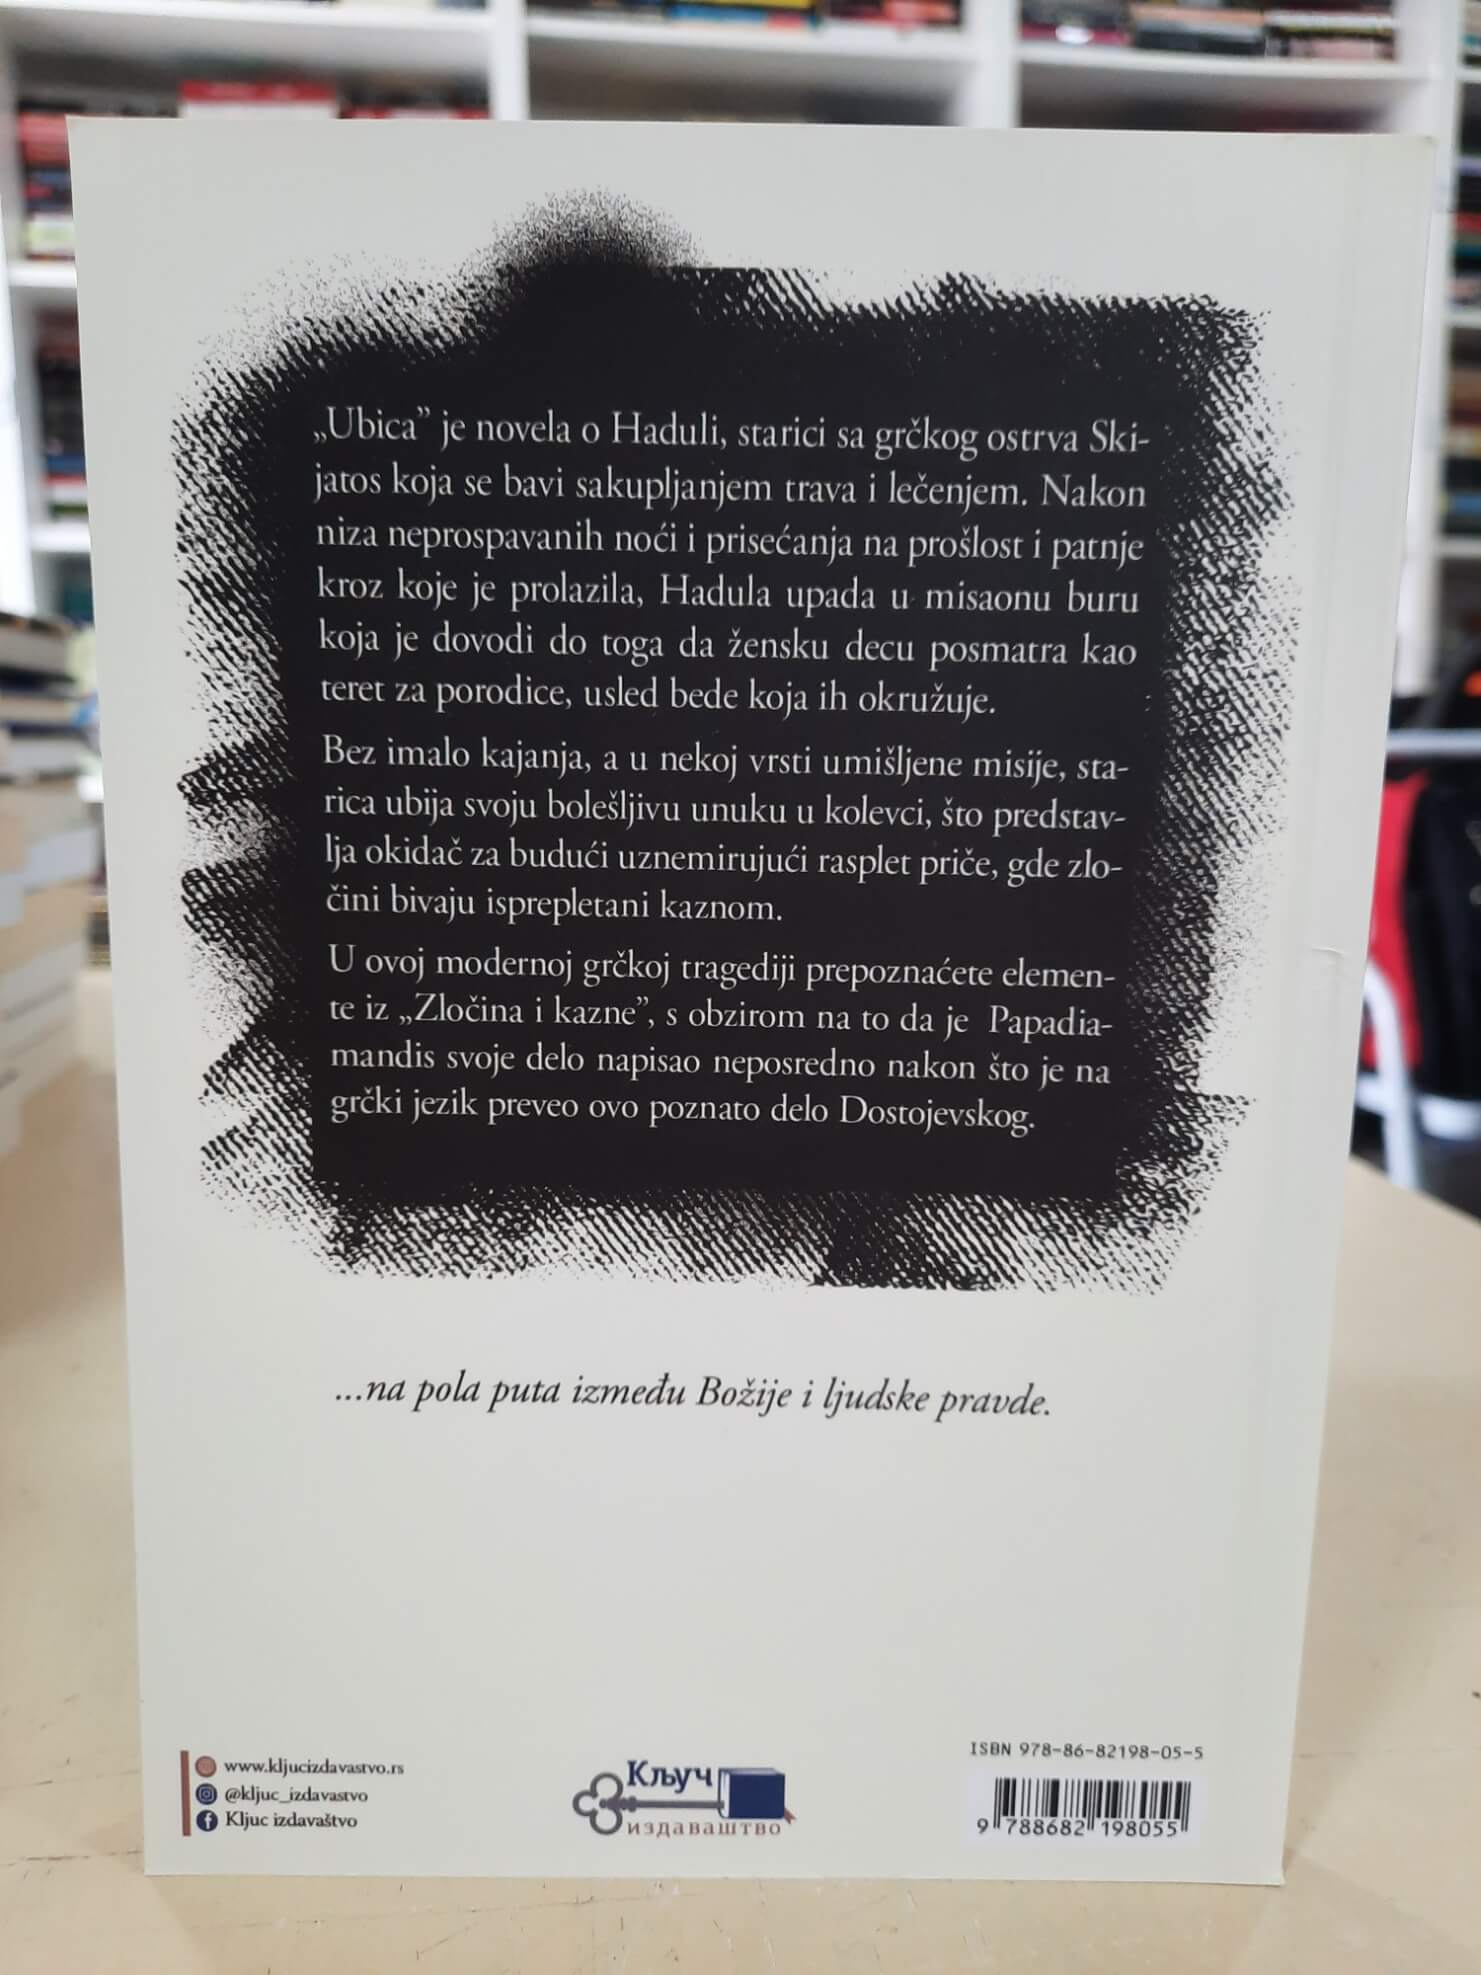 „Ubica” je novela o Haduli, starici sa grčkog ostrva Ski-
jatos koja se bavi sakupljanjem trava i lečenjem. Nakon
niza neprospavanih noći i prisećanja na prošlost i patnje
kroz koje je prolazila, Hadula upada u misaonu buru
koja je dovodi do toga da žensku decu posmatra kao
teret za porodice, usled bede koja ih okružuje.
Bez imalo kajanja, a u nekoj vrsti umišljene misije, sta-
rica ubija svoju bolešljivu unuku u kolevci, što predstav-
lja okidač za budući uznemirujući rasplet priče, gde zlo-
čini bivaju isprepletani kaznom.
U ovoj modernoj grčkoj tragediji prepoznaćete elemen-
te iz „Zločina i kazne”, s obzirom na to da je Papadia-
mandis svoje delo napisao neposredno nakon što je na
grčki jezik preveo ovo poznato delo Dostojevskog.
...na pola puta između Božije i ljudske pravde.
www.kljucizdavastvo.rs
@kljuc_izdavastvo
Kljuc izdavaštvo
Кључ
издаваштво
ISBN 978-86-82198-05-5
9 788682 198055